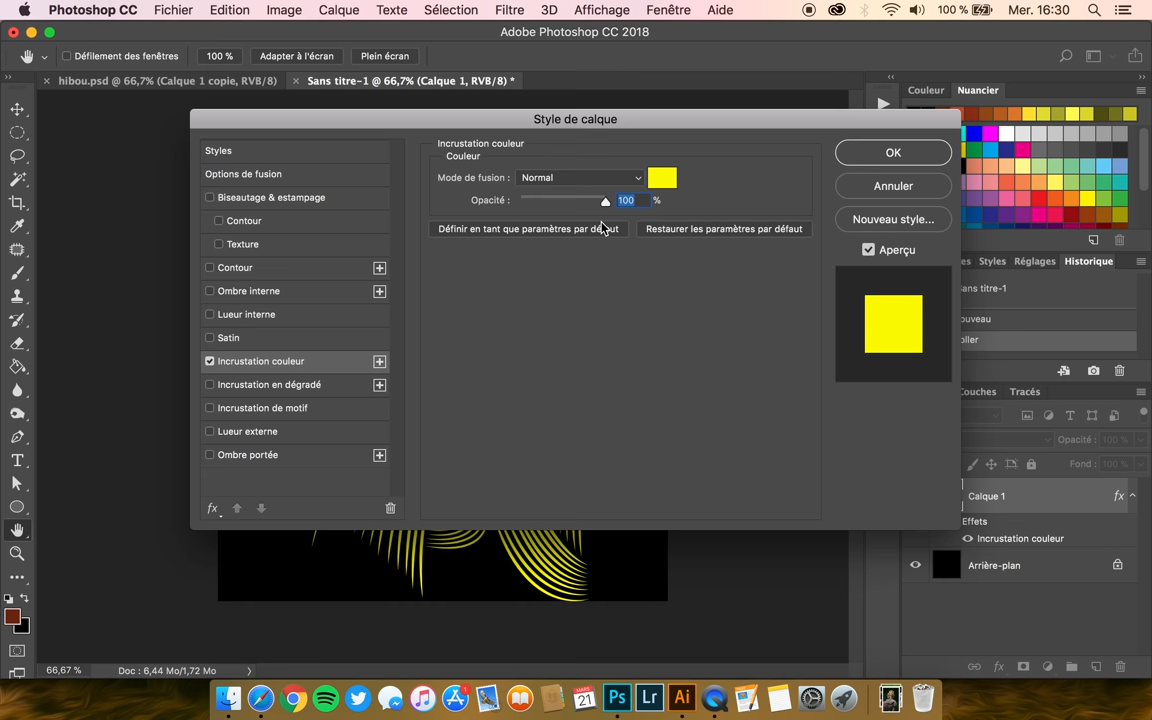 Photoshop CC Fichier Edition Image Calque Texte Sélection Filtre 3D Affichage Fenêtre Aide 100 % Mer. 16:30
Adobe Photoshop CC 2018
Défilement des fenêtres 100 % Adapter à l'écran Plein écran
hibou.psd @ 66,7% (Calque 1 copie, RVB/8) Sans titre-1 @ 66,7% (Calque 1, RVB/8) *
Couleur Nuancier
Style de calque
Styles
Options de fusion
Biseautage & estampage
Contour
Texture
Contour
Ombre interne
Lueur interne
Satin
Incrustation couleur
Incrustation en dégradé
Incrustation de motif
Lueur externe
Ombre portée
fx
Incrustation couleur
Couleur
Mode de fusion : Normal
Opacité : 100 %
Définir en tant que paramètres par défaut Restaurer les paramètres par défaut
OK
Annuler
Nouveau style...
Aperçu
es Styles Réglages Historique
ans titre-1
ouveau
lier
ouches Tracés
Opacité : 100 %
Fond : 100 %
Calque 1 fx
Effets
Incrustation couleur
Arrière-plan
fx
66,67 % Doc : 6,44 Mo/1,72 Mo
1
MARS
21
Ps Lr Ai